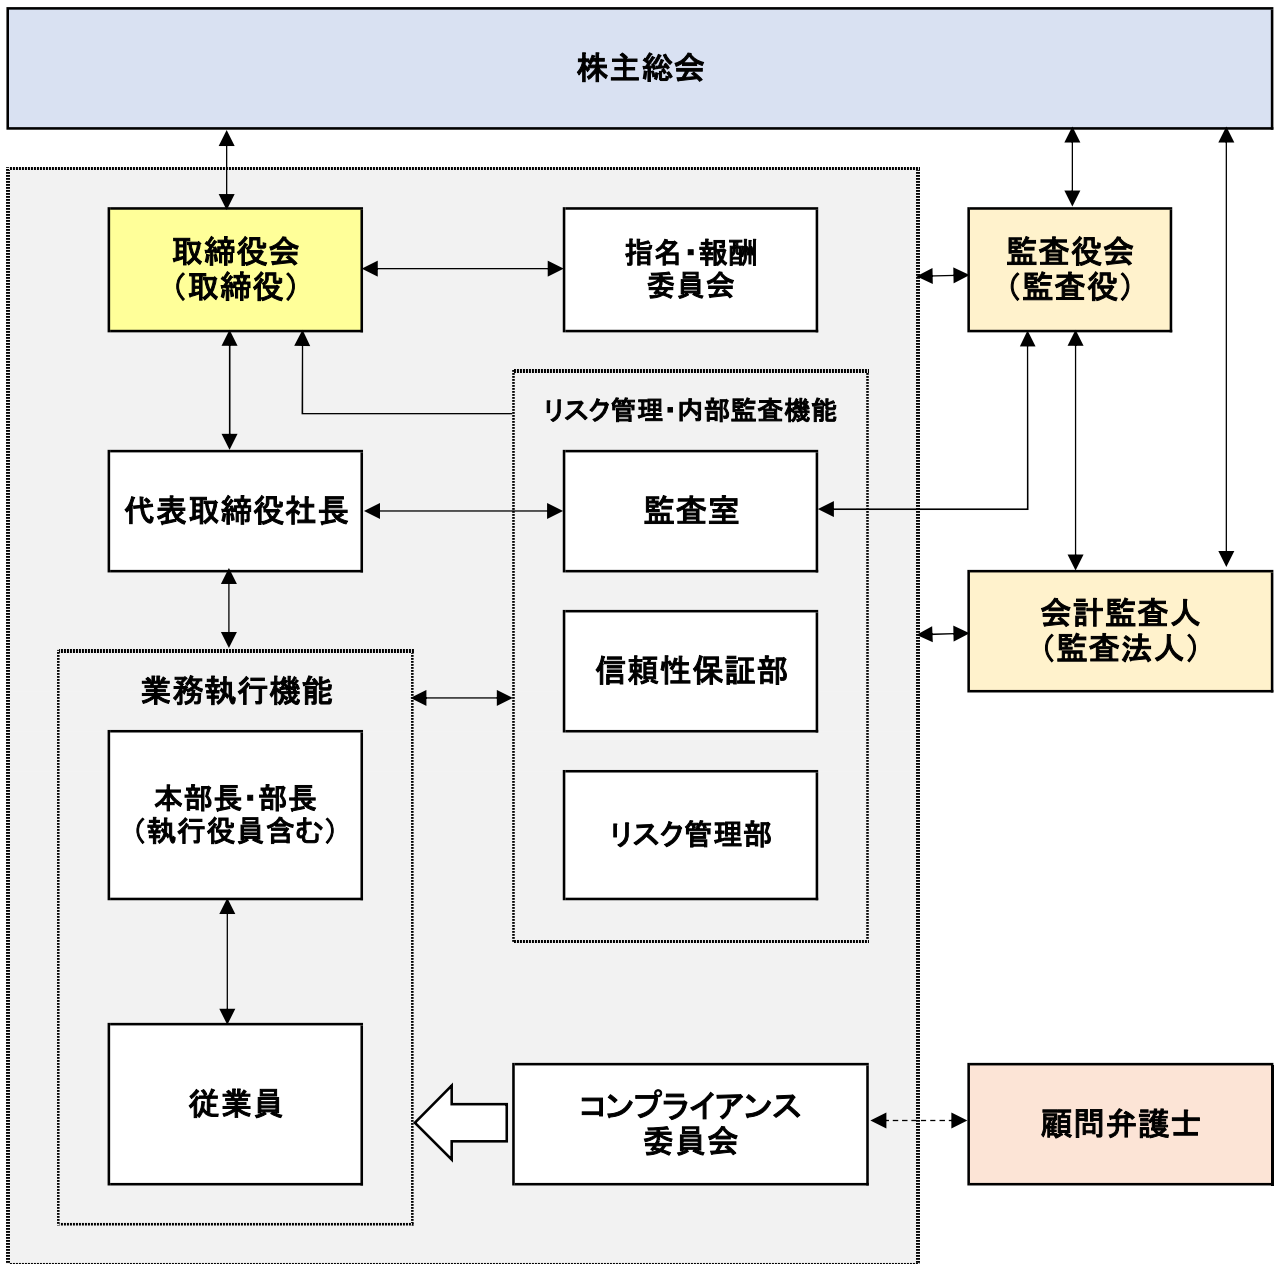 株主総会
取締役会
（取締役）
指名・報酬
委員会
監査役会
（監査役）
リスク管理・内部監査機能
代表取締役社長
監査室
会計監査人
（監査法人）
信頼性保証部
業務執行機能
本部長・部長
（執行役員含む）
リスク管理部
従業員
コンプライアンス
委員会
顧問弁護士